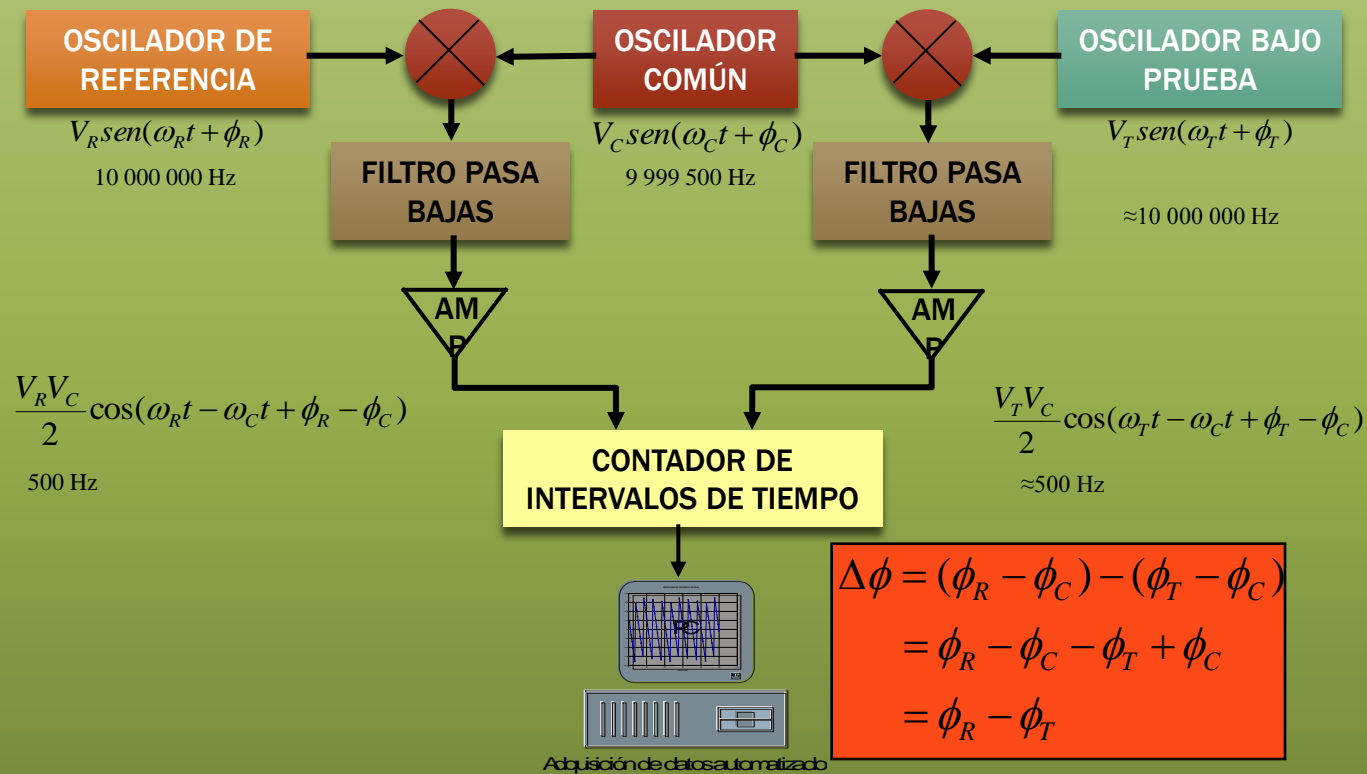 OSCILADOR DE
REFERENCIA
OSCILADOR
COMÚN
OSCILADOR BAJO
PRUEBA
V_R sen(ω_R t + ϕ_R)
10 000 000 Hz
V_C sen(ω_C t + ϕ_C)
9 999 500 Hz
V_T sen(ω_T t + ϕ_T)
≈10 000 000 Hz
FILTRO PASA
BAJAS
FILTRO PASA
BAJAS
AM
P
AM
P
V_R V_C / 2 cos(ω_R t − ω_C t + ϕ_R − ϕ_C)
500 Hz
V_T V_C / 2 cos(ω_T t − ω_C t + ϕ_T − ϕ_C)
≈500 Hz
CONTADOR DE
INTERVALOS DE TIEMPO
PC
Δϕ = (ϕ_R − ϕ_C) − (ϕ_T − ϕ_C)
= ϕ_R − ϕ_C − ϕ_T + ϕ_C
= ϕ_R − ϕ_T
Adquisición de datos automatizado